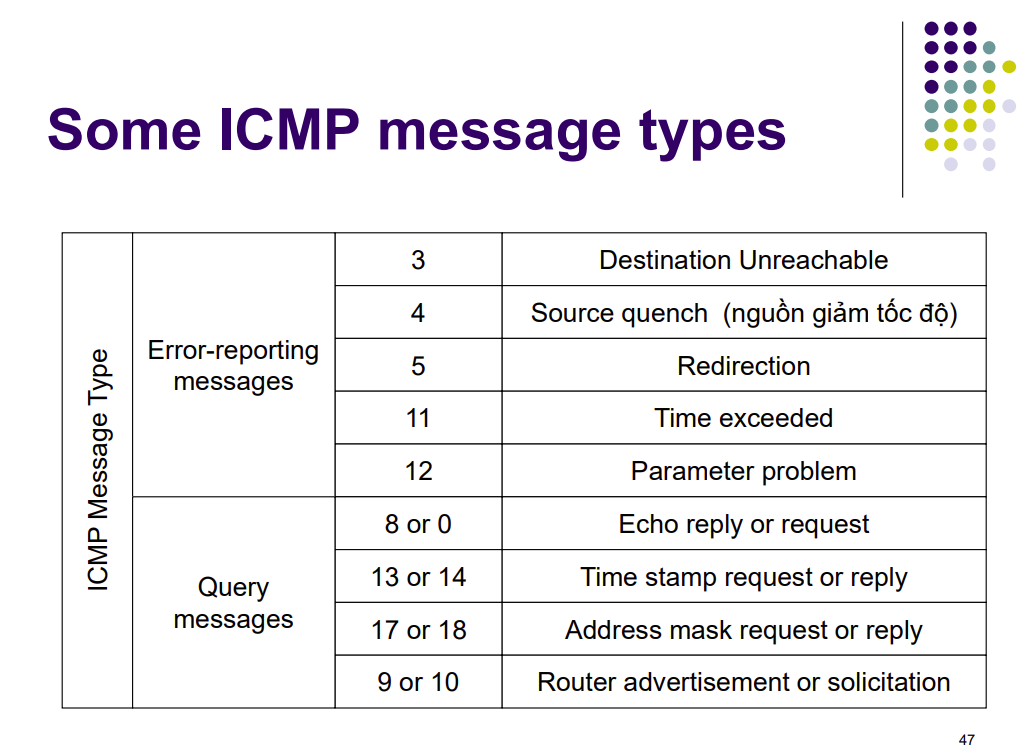 Some ICMP message types
ICMP Message Type
Error-reporting
messages
3
Destination Unreachable
4
Source quench (nguồn giảm tốc độ)
5
Redirection
11
Time exceeded
12
Parameter problem
Query
messages
8 or 0
Echo reply or request
13 or 14
Time stamp request or reply
17 or 18
Address mask request or reply
9 or 10
Router advertisement or solicitation
47